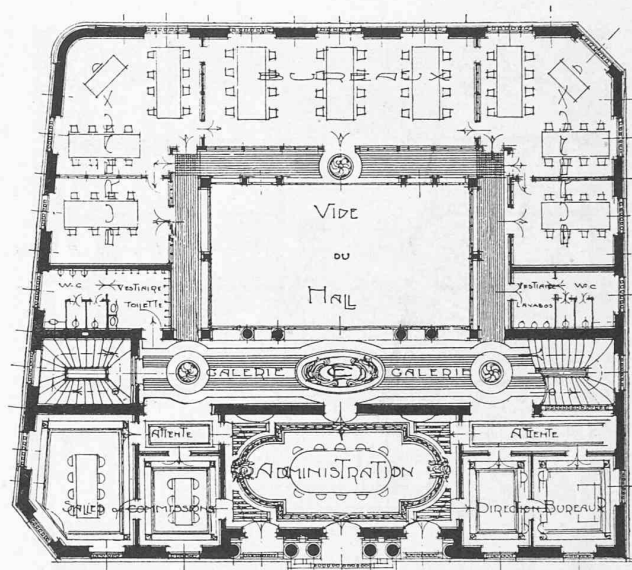 BUREAUX
VIDE
DU
HALL
W.C
VESTIAIRE
TOILETTE
VESTIAIRE
LAVABOS
W.C
GALERIE
GALERIE
ATTENTE
ATTENTE
ADMINISTRATION
SALLES DE COMMISSIONS
DIRECTION BUREAUX